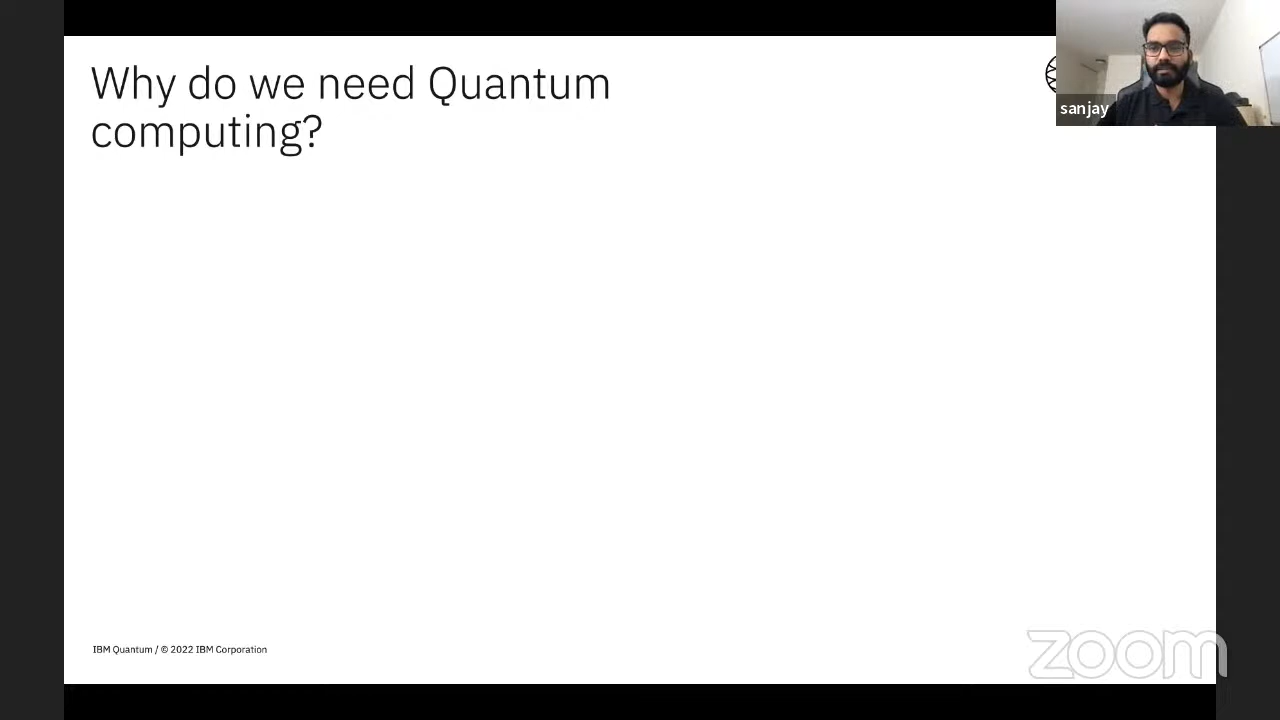 Why do we need Quantum
computing?
sanjay
IBM Quantum / © 2022 IBM Corporation
zoom